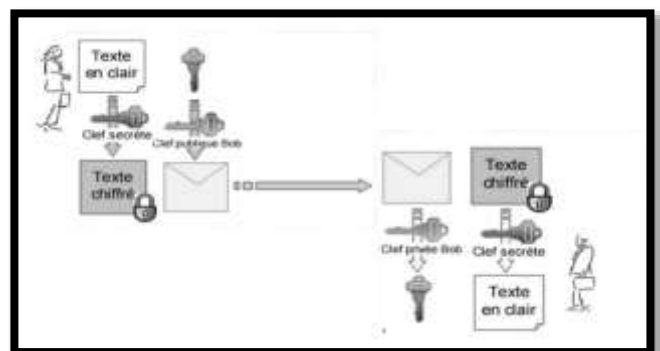 Texte
en clair
Clef secrète
Clef publique Bob
Texte
chiffré
Texte
chiffré
Clef privée Bob
Clef secrète
Texte
en clair